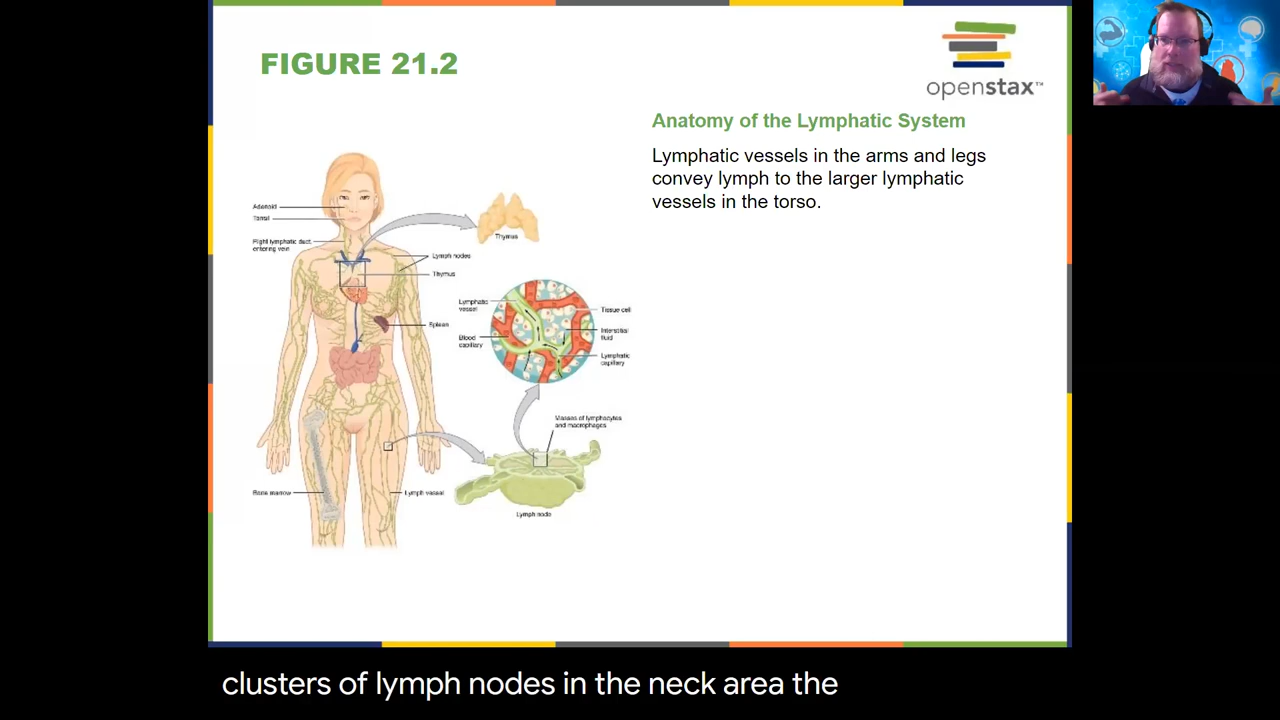 FIGURE 21.2
openstax™
Anatomy of the Lymphatic System
Lymphatic vessels in the arms and legs
convey lymph to the larger lymphatic
vessels in the torso.
Adenoid
Tonsil
Right lymphatic duct,
entering vein
Thymus
Lymph nodes
Thymus
Spleen
Lymphatic
vessel
Blood
capillary
Tissue cell
Interstitial
fluid
Lymphatic
capillary
Masses of lymphocytes
and macrophages
Bone marrow
Lymph vessel
Lymph node
clusters of lymph nodes in the neck area the